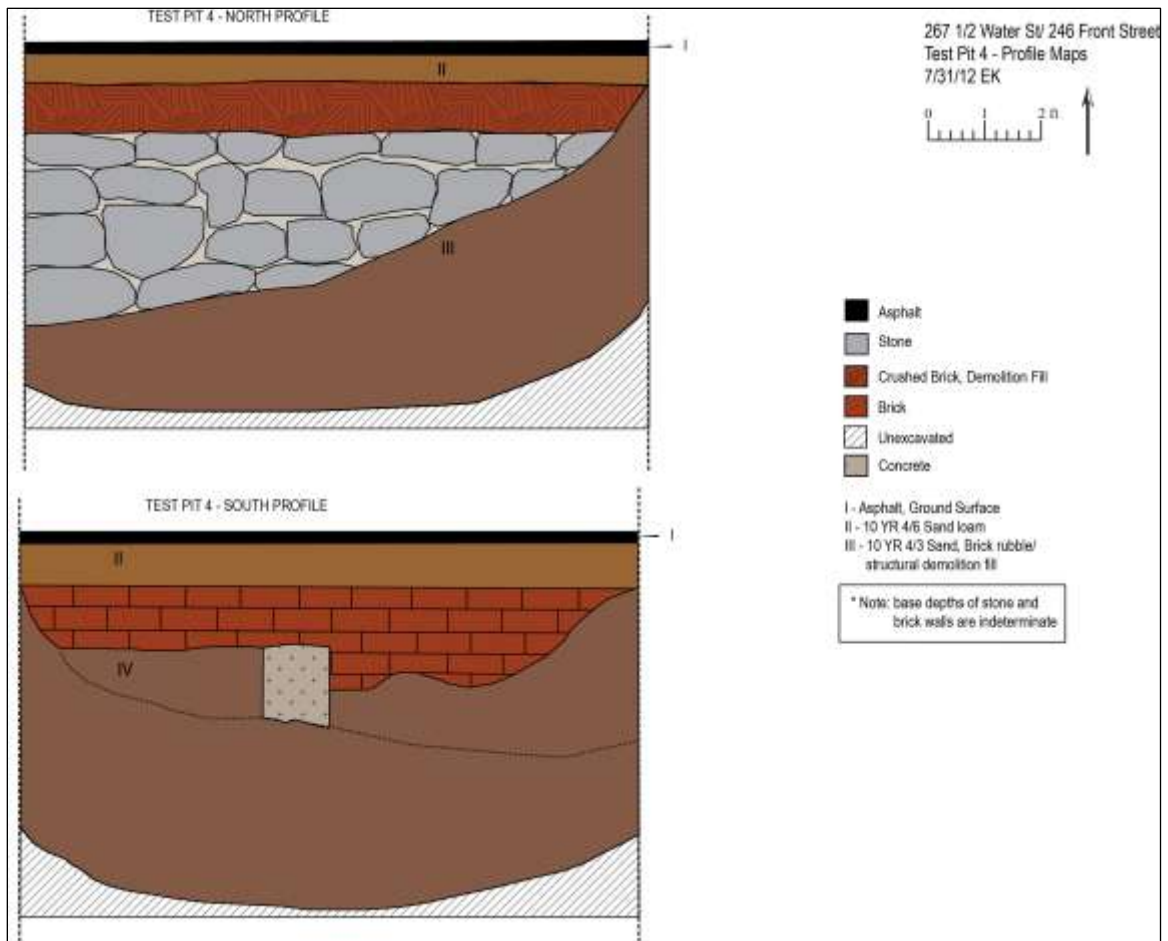 TEST PIT 4 - NORTH PROFILE
I
II
III
267 1/2 Water St/ 246 Front Street
Test Pit 4 - Profile Maps
7/31/12 EK
0 1 2 ft.
Asphalt
Stone
Crushed Brick, Demolition Fill
Brick
Unexcavated
Concrete
I - Asphalt, Ground Surface
II - 10 YR 4/6 Sand loam
III - 10 YR 4/3 Sand, Brick rubble/
structural demolition fill
* Note: base depths of stone and
brick walls are indeterminate
TEST PIT 4 - SOUTH PROFILE
I
II
IV